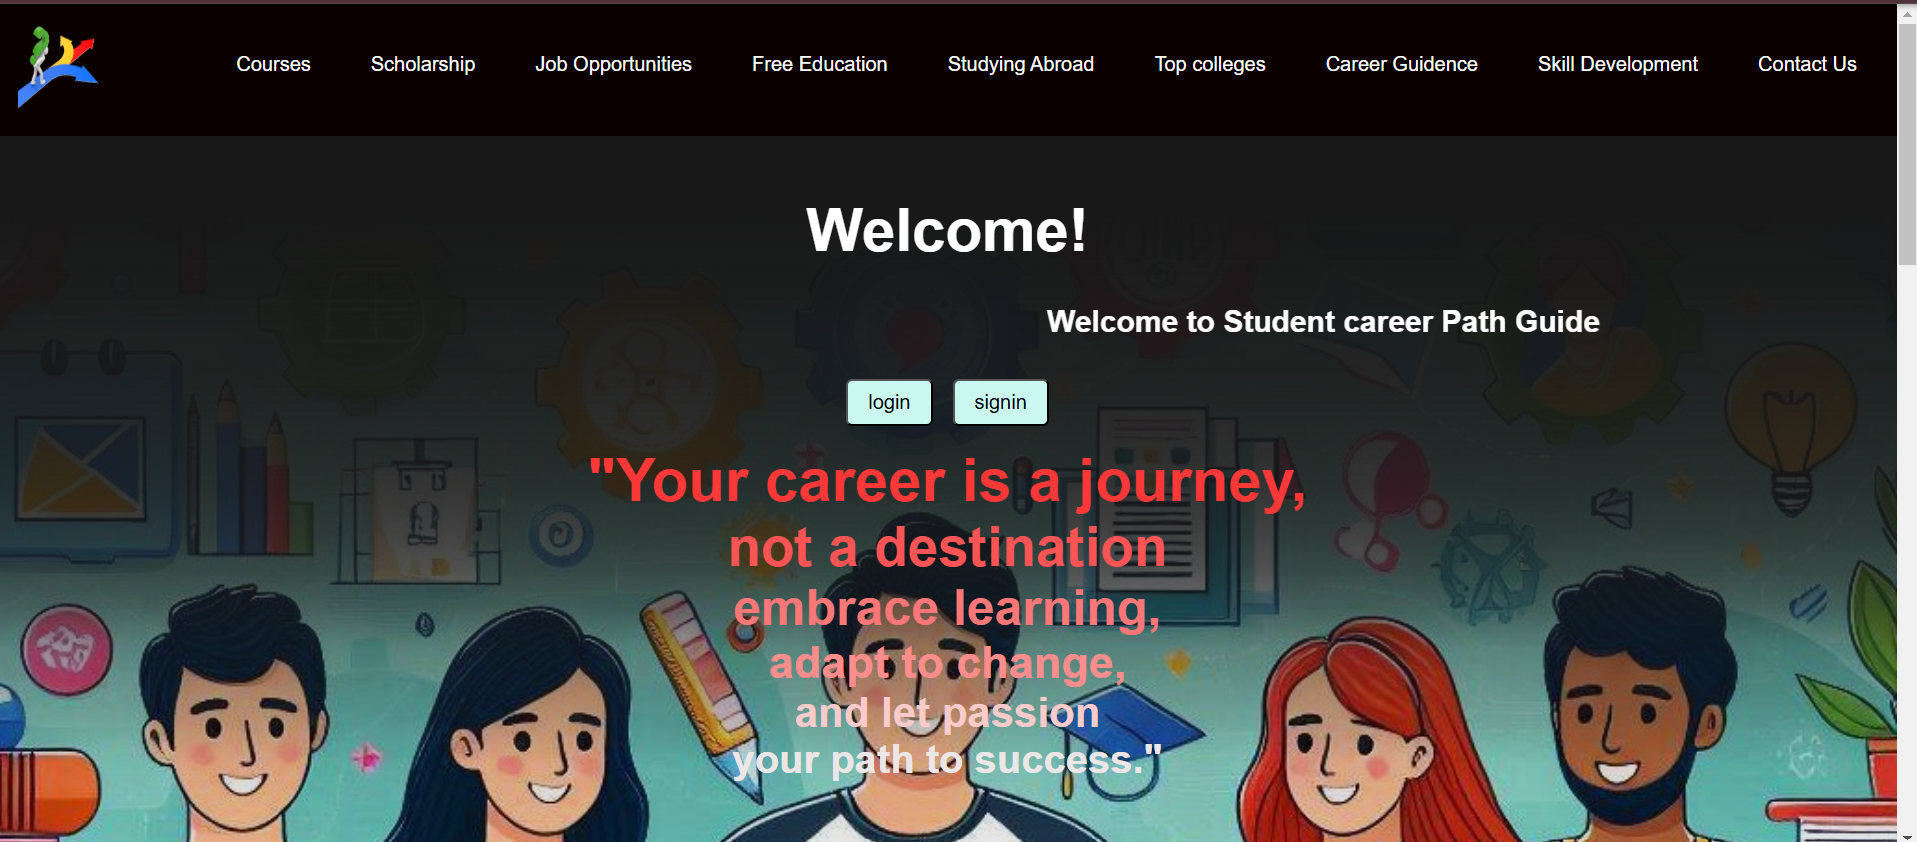 Courses Scholarship Job Opportunities Free Education Studying Abroad Top colleges Career Guidence Skill Development Contact Us
Welcome!
Welcome to Student career Path Guide
login signin
"Your career is a journey,
not a destination
embrace learning,
adapt to change,
and let passion
your path to success."